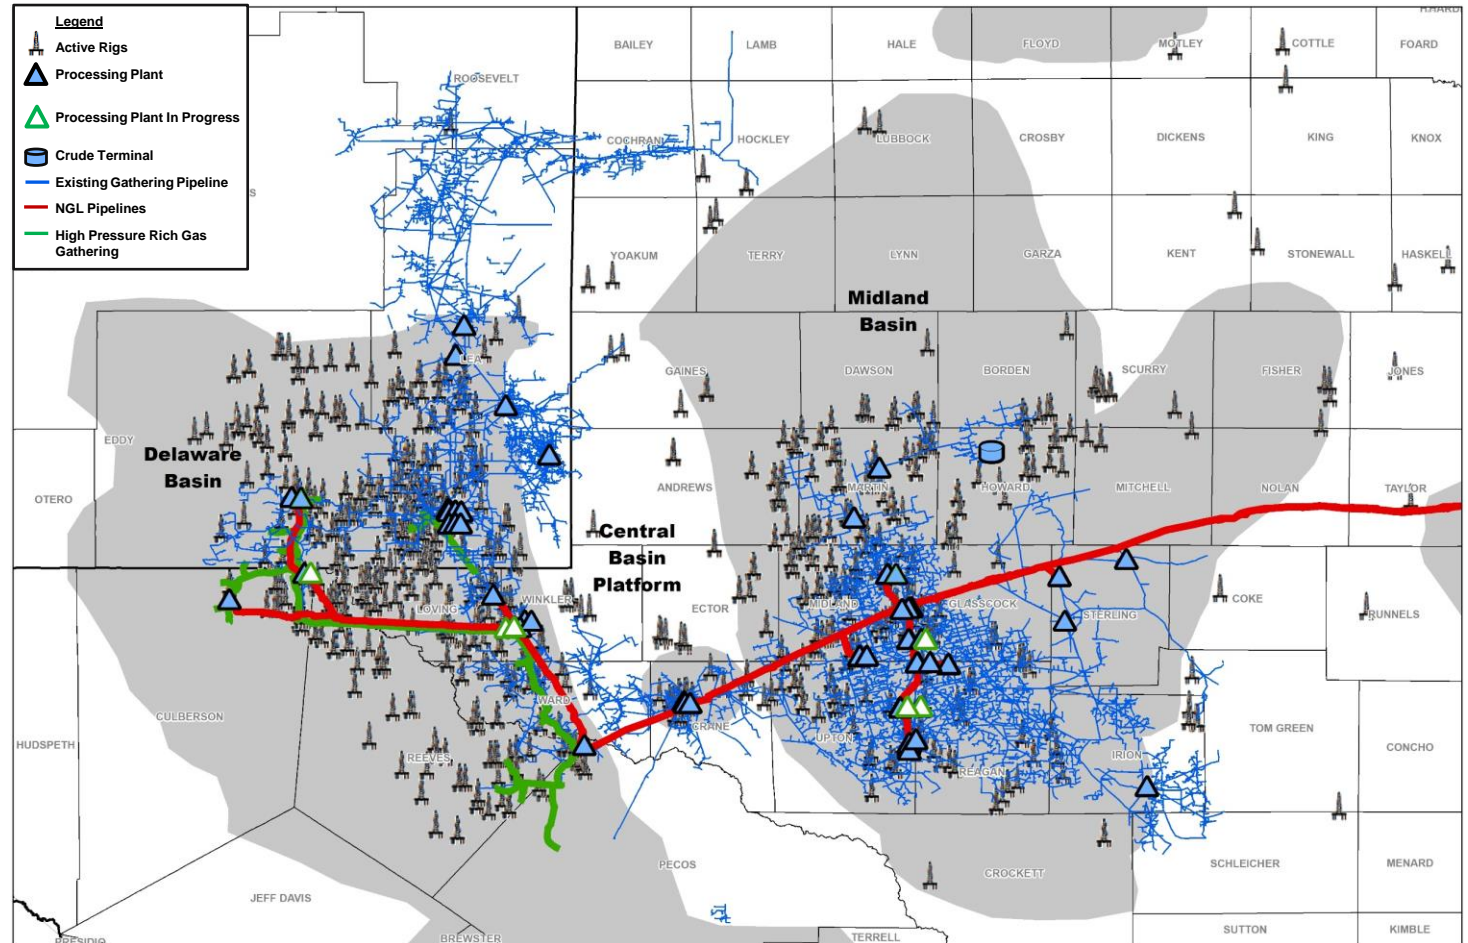 Legend
Active Rigs
Processing Plant
Processing Plant In Progress
Crude Terminal
Existing Gathering Pipeline
NGL Pipelines
High Pressure Rich Gas
Gathering
S
BAILEY
LAMB
HALE
FLOYD
MOTLEY
COTTLE
FOARD
ROOSEVELT
COCHRAN
HOCKLEY
LUBBOCK
CROSBY
DICKENS
KING
KNOX
YOAKUM
TERRY
LYNN
GARZA
KENT
STONEWALL
HASKELL
Midland
Basin
LEA
GAINES
DAWSON
BORDEN
SCURRY
FISHER
JONES
EDDY
Delaware
Basin
OTERO
ANDREWS
MARTIN
HOWARD
MITCHELL
NOLAN
TAYLOR
Central
Basin
Platform
LOVING
WINKLER
ECTOR
MIDLAND
GLASSCOCK
STERLING
COKE
RUNNELS
CULBERSON
HUDSPETH
WARD
CRANE
UPTON
REAGAN
IRION
TOM GREEN
CONCHO
REEVES
PECOS
CROCKETT
SCHLEICHER
MENARD
JEFF DAVIS
PRESIDIO
BREWSTER
TERRELL
SUTTON
KIMBLE